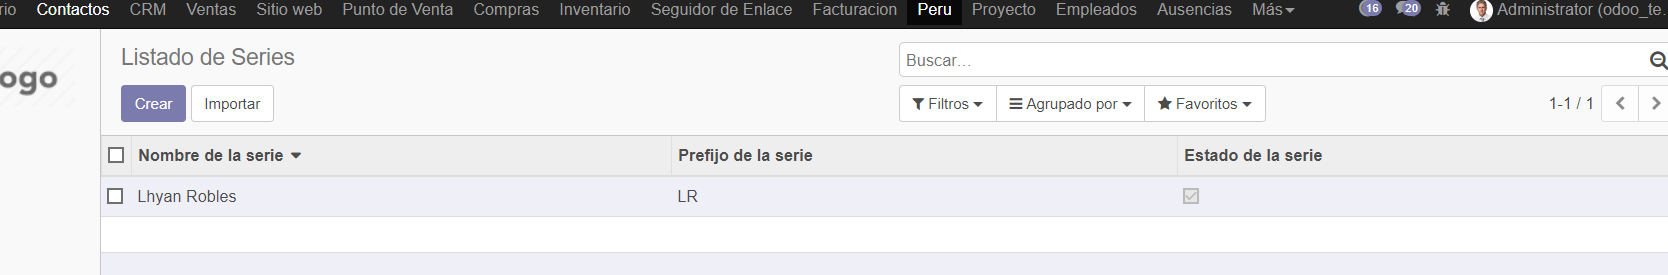 rio Contactos CRM Ventas Sitio web Punto de Venta Compras Inventario Seguidor de Enlace Facturacion Peru Proyecto Empleados Ausencias Más 16 20 Administrator (odoo_te...
ogo
Listado de Series
Buscar...
Crear Importar
Filtros Agrupado por Favoritos 1-1 / 1
Nombre de la serie Prefijo de la serie Estado de la serie
Lhyan Robles LR